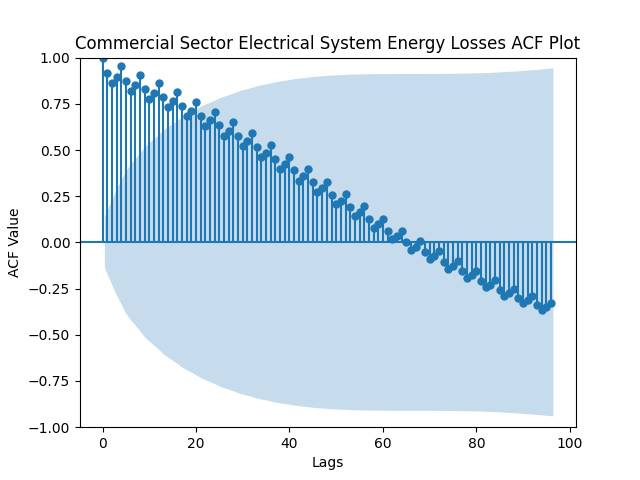 Commercial Sector Electrical System Energy Losses ACF Plot
1.00
0.75
0.50
0.25
0.00
−0.25
−0.50
−0.75
−1.00
ACF Value
0 20 40 60 80 100
Lags